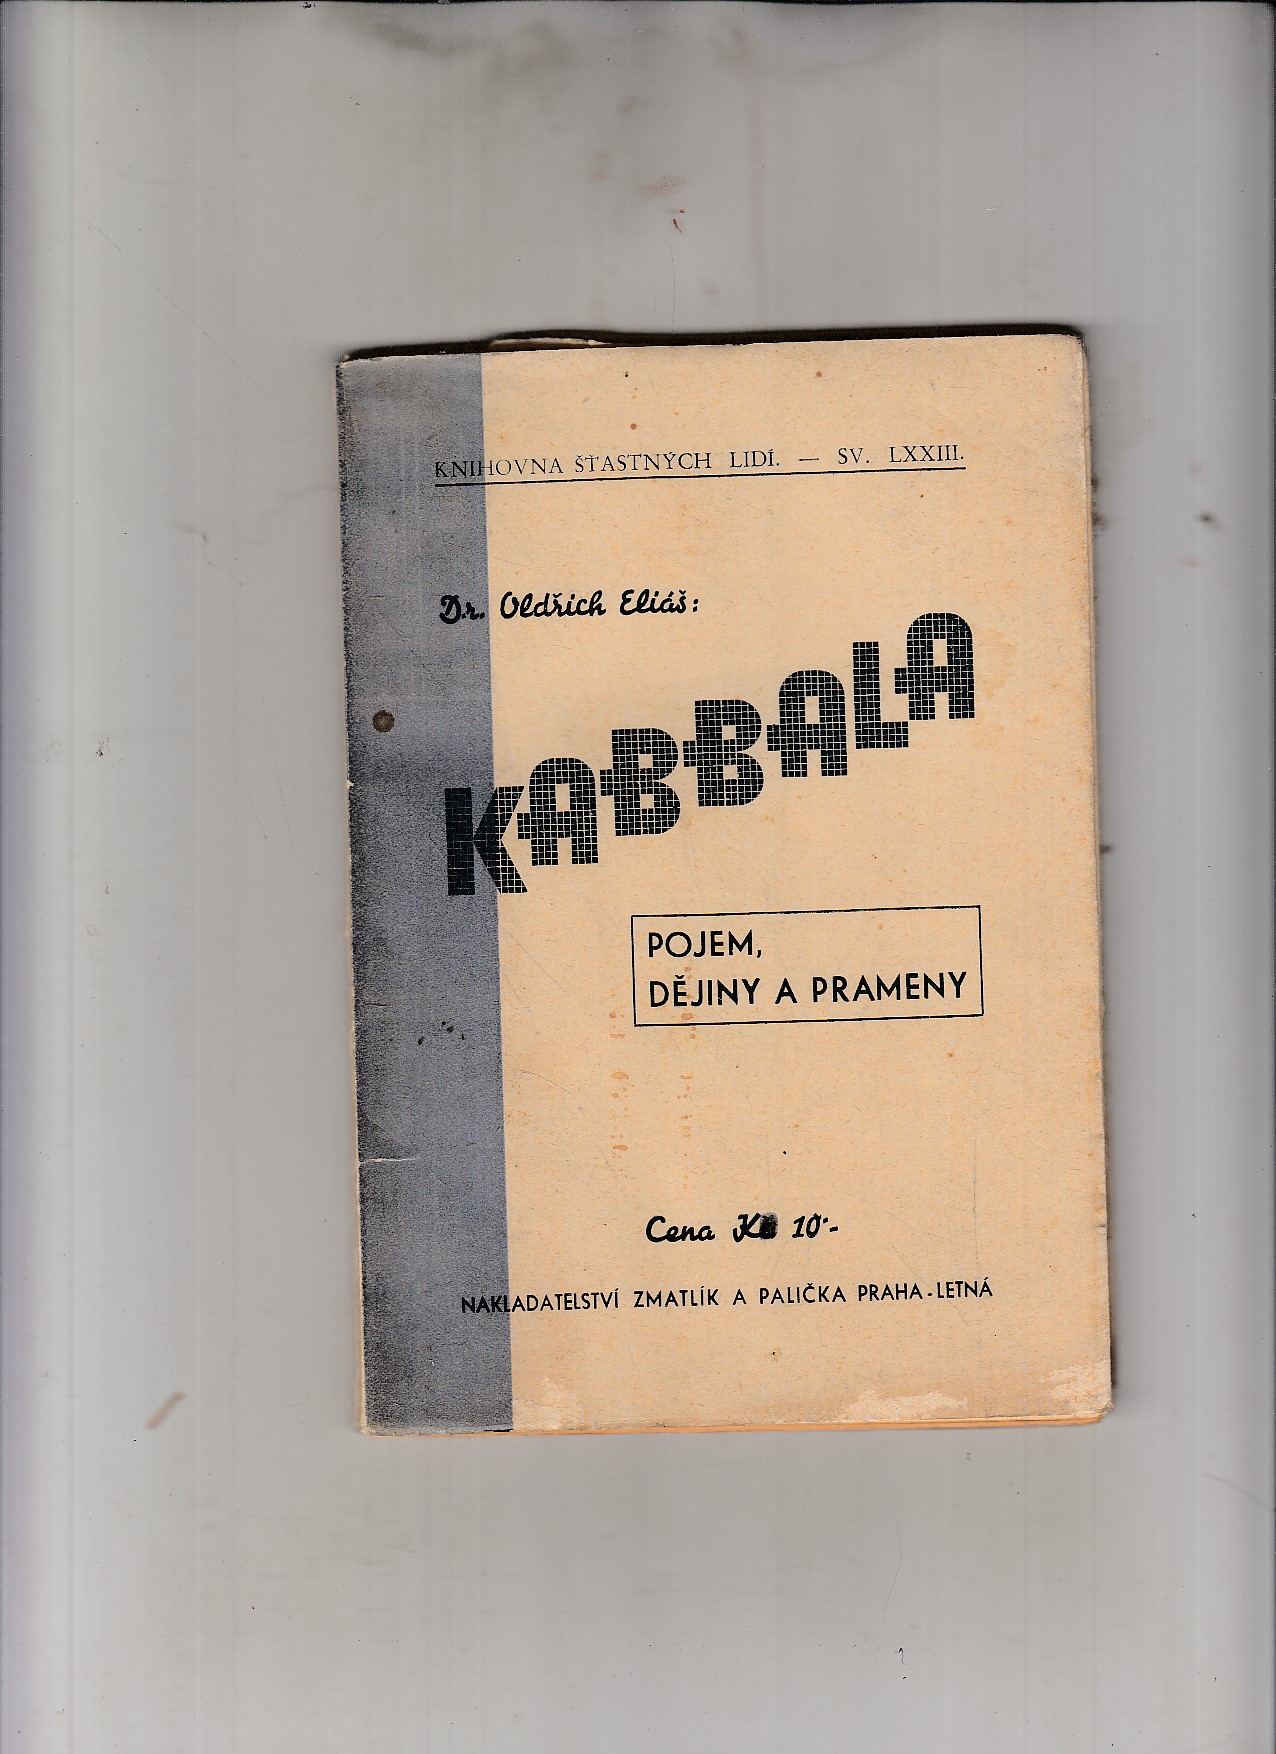 KNIHOVNA ŠŤASTNÝCH LIDÍ. — SV. LXXIII.
Dr. Oldřich Eliáš:
KABBALA
POJEM,
DĚJINY A PRAMENY
Cena K 10·-
NAKLADATELSTVÍ ZMATLÍK A PALIČKA PRAHA-LETNÁ